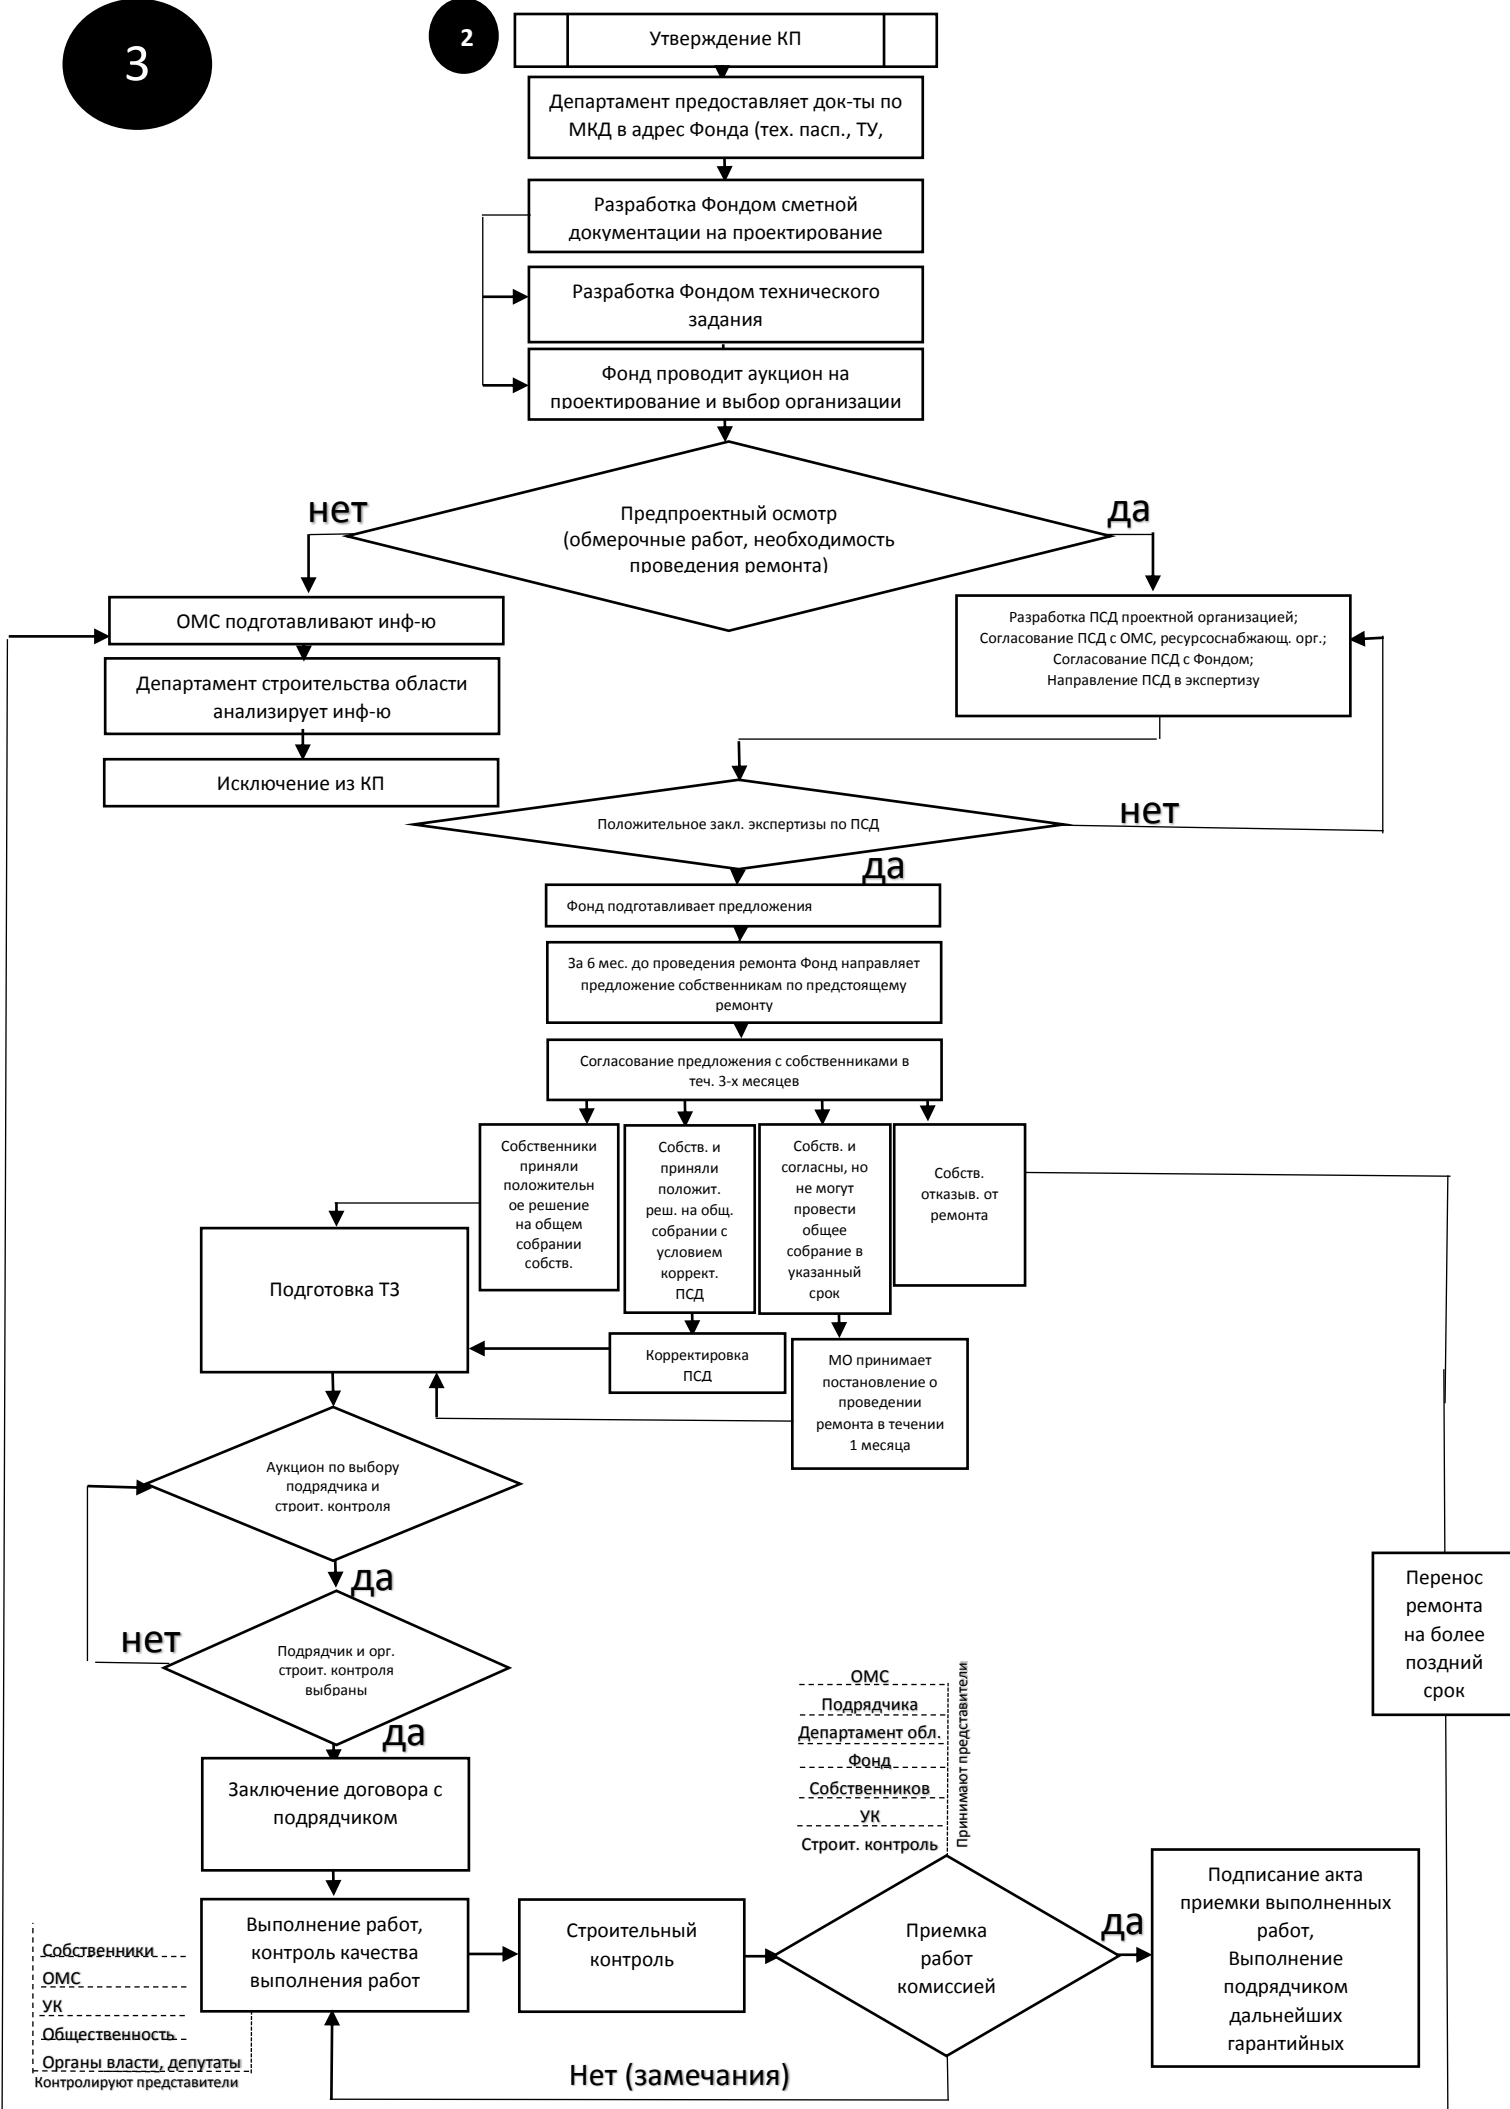 3
2
Утверждение КП
Департамент предоставляет док-ты по
МКД в адрес Фонда (тех. пасп., ТУ,
Разработка Фондом сметной
документации на проектирование
Разработка Фондом технического
задания
Фонд проводит аукцион на
проектирование и выбор организации
нет
да
Предпроектный осмотр
(обмерочные работ, необходимость
проведения ремонта)
ОМС подготавливают инф-ю
Департамент строительства области
анализирует инф-ю
Исключение из КП
Разработка ПСД проектной организацией;
Согласование ПСД с ОМС, ресурсоснабжающ. орг.;
Согласование ПСД с Фондом;
Направление ПСД в экспертизу
Положительное закл. экспертизы по ПСД
нет
да
Фонд подготавливает предложения
За 6 мес. до проведения ремонта Фонд направляет
предложение собственникам по предстоящему
ремонту
Согласование предложения с собственниками в
теч. 3-х месяцев
Собственники
приняли
положительн
ое решение
на общем
собрании
собств.
Собств. и
приняли
положит.
реш. на общ.
собрании с
условием
коррект.
ПСД
Собств. и
согласны, но
не могут
провести
общее
собрание в
указанный
срок
Собств.
отказыв. от
ремонта
Подготовка ТЗ
Корректировка
ПСД
МО принимает
постановление о
проведении
ремонта в течении
1 месяца
Аукцион по выбору
подрядчика и
строит. контроля
да
нет
Подрядчик и орг.
строит. контроля
выбраны
да
Перенос
ремонта
на более
поздний
срок
Заключение договора с
подрядчиком
ОМС
Подрядчика
Департамент обл.
Фонд
Собственников
УК
Строит. контроль
Принимают представители
Выполнение работ,
контроль качества
выполнения работ
Строительный
контроль
Приемка
работ
комиссией
да
Подписание акта
приемки выполненных
работ,
Выполнение
подрядчиком
дальнейших
гарантийных
Собственники
ОМС
УК
Общественность
Органы власти, депутаты
Контролируют представители
Нет (замечания)